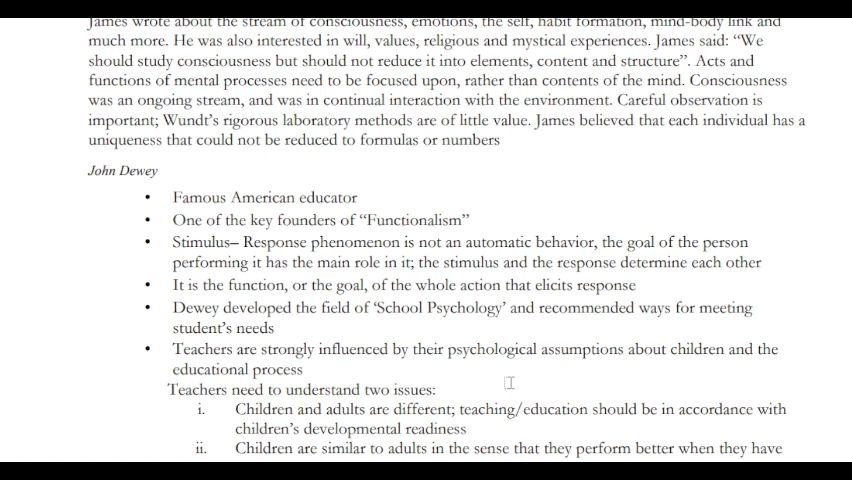 James wrote about the stream of consciousness, emotions, the self, habit formation, mind-body link and
much more. He was also interested in will, values, religious and mystical experiences. James said: “We
should study consciousness but should not reduce it into elements, content and structure”. Acts and
functions of mental processes need to be focused upon, rather than contents of the mind. Consciousness
was an ongoing stream, and was in continual interaction with the environment. Careful observation is
important; Wundt’s rigorous laboratory methods are of little value. James believed that each individual has a
uniqueness that could not be reduced to formulas or numbers
John Dewey
• Famous American educator
• One of the key founders of “Functionalism”
• Stimulus– Response phenomenon is not an automatic behavior, the goal of the person
performing it has the main role in it; the stimulus and the response determine each other
• It is the function, or the goal, of the whole action that elicits response
• Dewey developed the field of ‘School Psychology’ and recommended ways for meeting
student’s needs
• Teachers are strongly influenced by their psychological assumptions about children and the
educational process
Teachers need to understand two issues:
i. Children and adults are different; teaching/education should be in accordance with
children’s developmental readiness
ii. Children are similar to adults in the sense that they perform better when they have